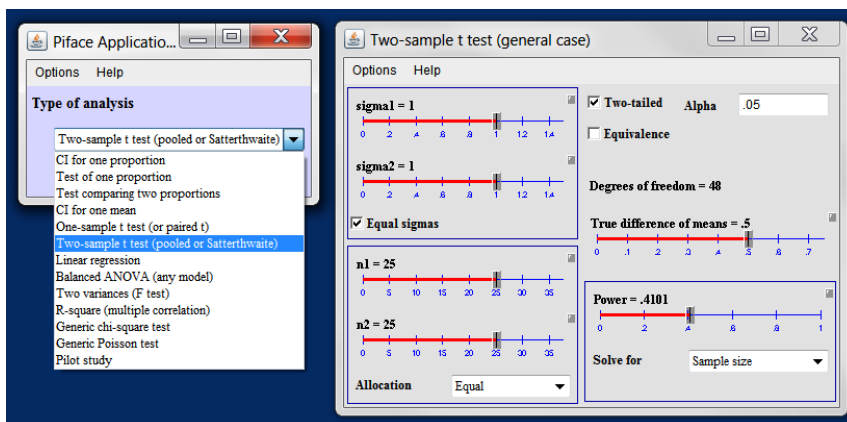 Piface Applicatio...
Options Help
Type of analysis
Two-sample t test (pooled or Satterthwaite)
CI for one proportion
Test of one proportion
Test comparing two proportions
CI for one mean
One-sample t test (or paired t)
Two-sample t test (pooled or Satterthwaite)
Linear regression
Balanced ANOVA (any model)
Two variances (F test)
R-square (multiple correlation)
Generic chi-square test
Generic Poisson test
Pilot study
Two-sample t test (general case)
Options Help
sigma1 = 1
0 .2 .4 .6 .8 1 1.2 1.4
sigma2 = 1
0 .2 .4 .6 .8 1 1.2 1.4
Equal sigmas
n1 = 25
0 5 10 15 20 25 30 35
n2 = 25
0 5 10 15 20 25 30 35
Allocation Equal
Two-tailed Alpha .05
Equivalence
Degrees of freedom = 48
True difference of means = .5
0 .1 .2 .3 .4 .5 .6 .7
Power = .4101
0 .2 .4 .6 .8 1
Solve for Sample size